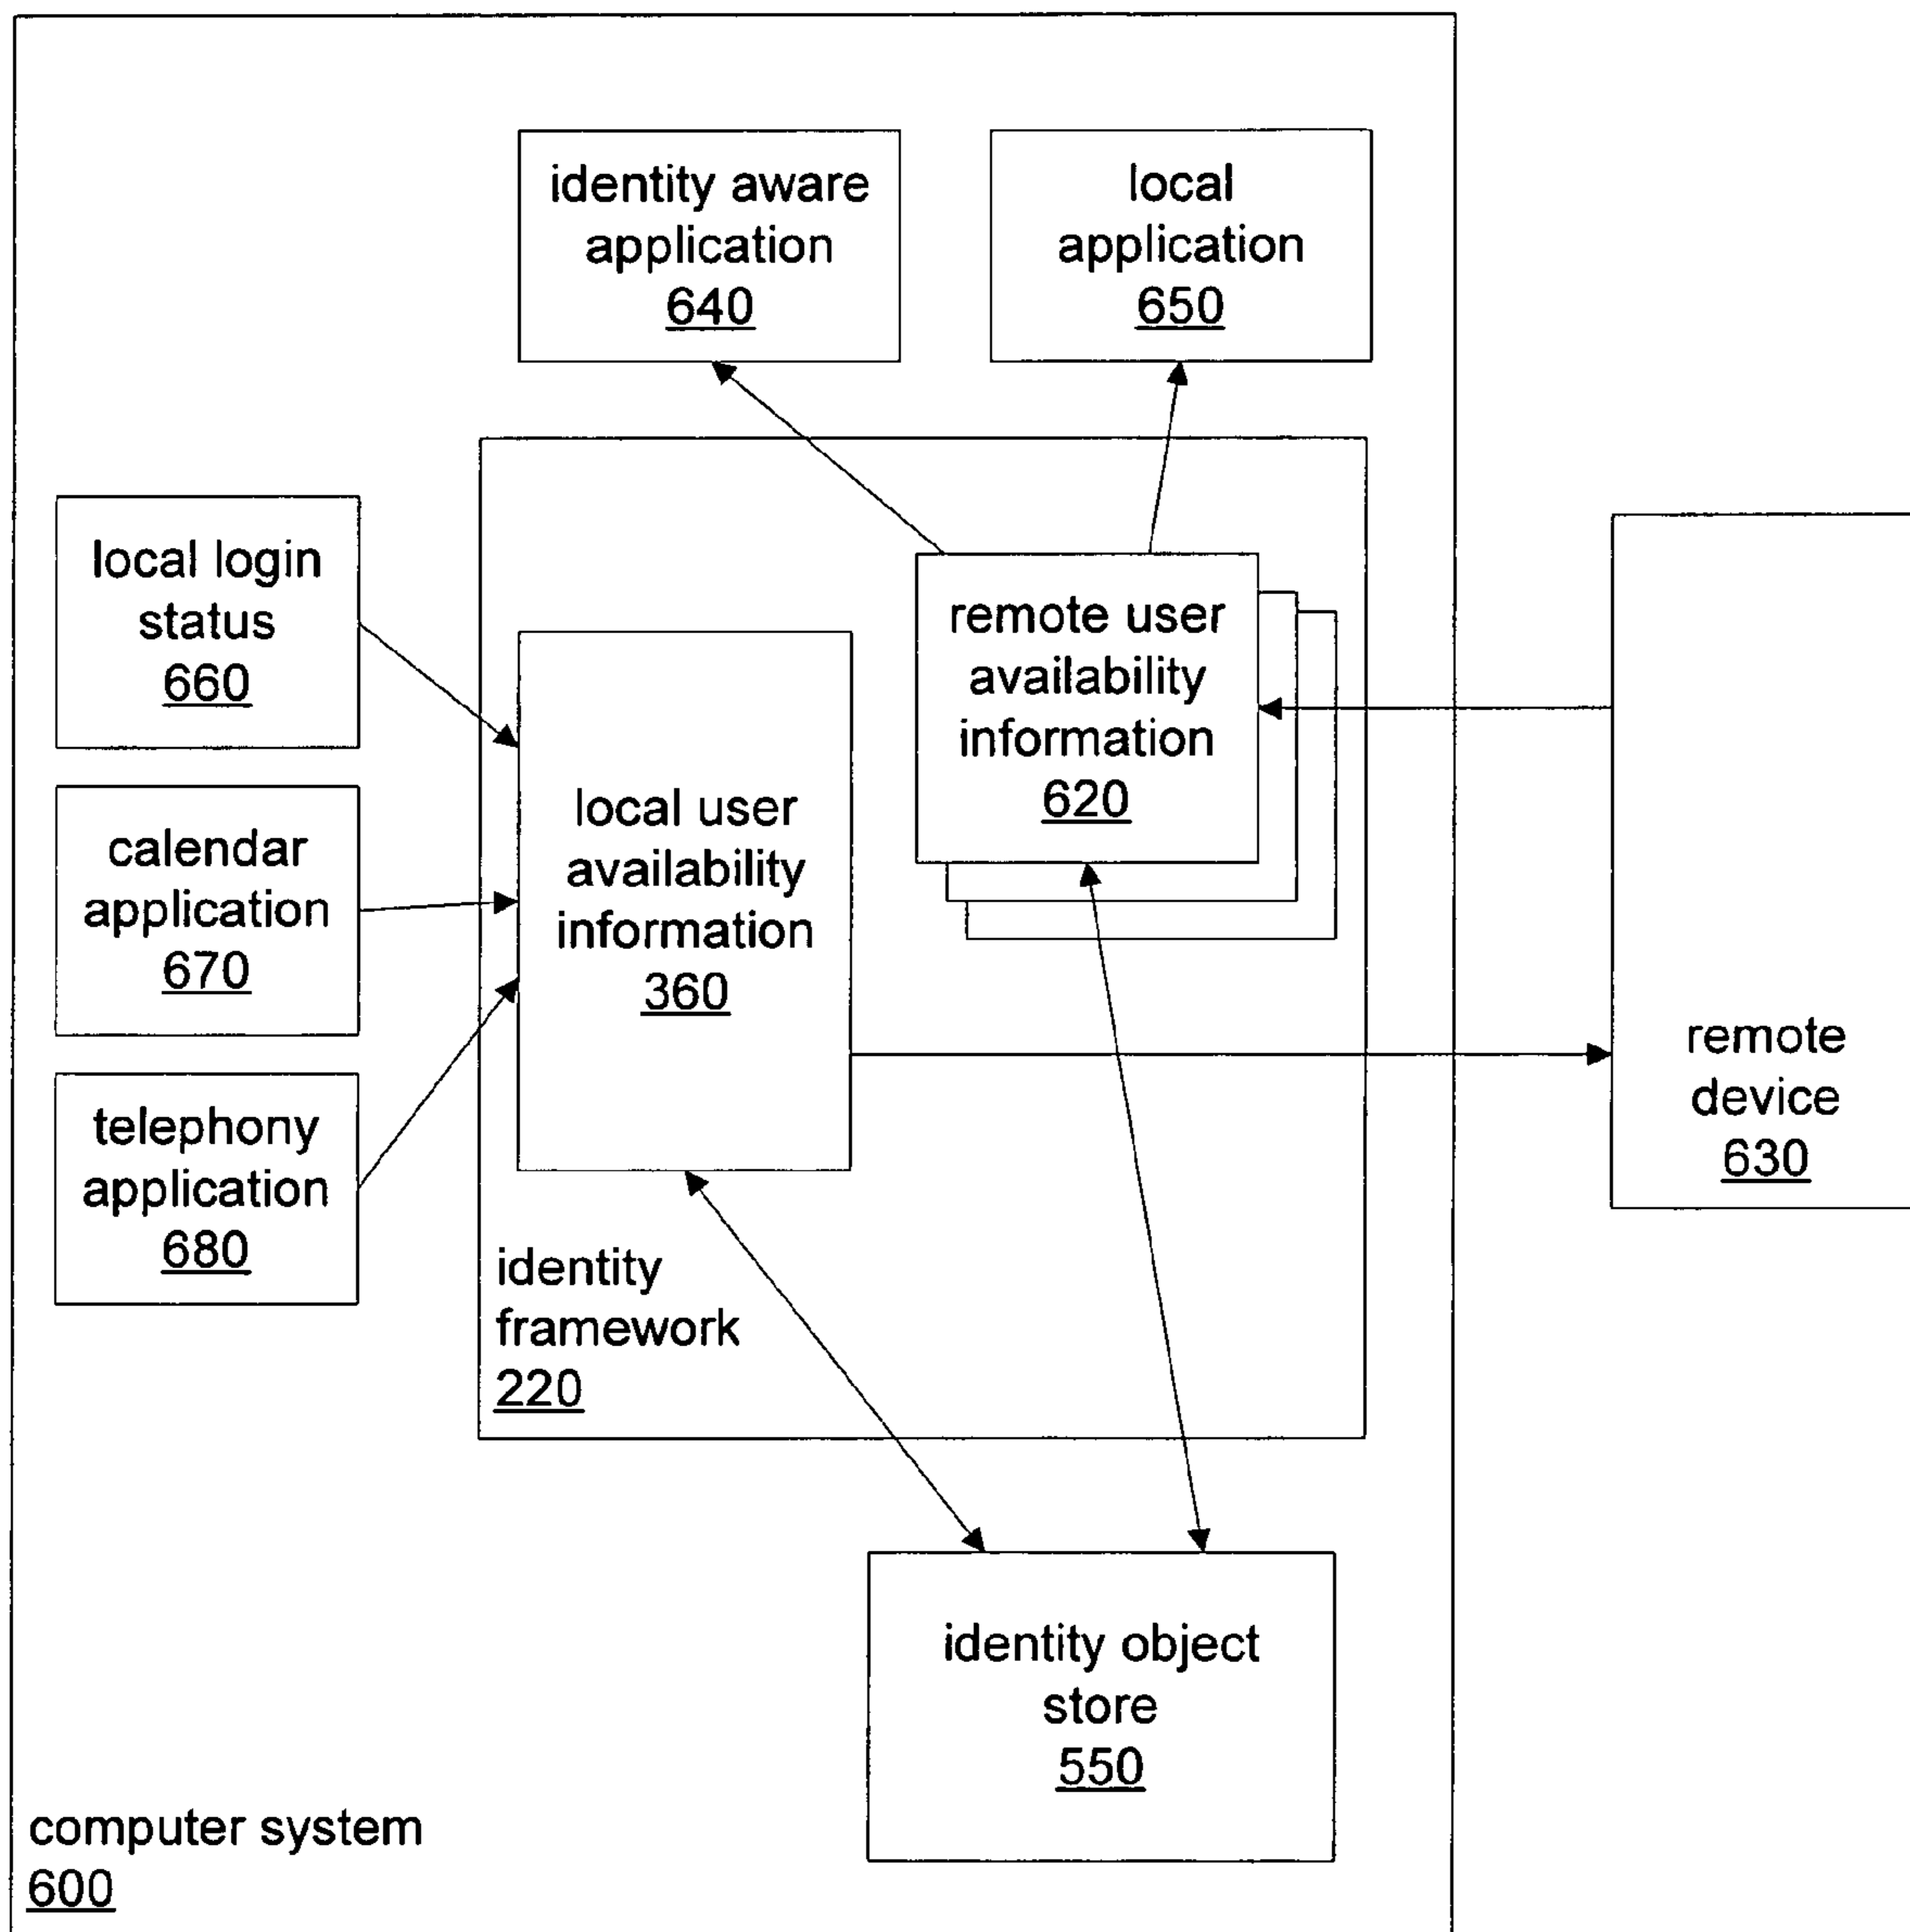 identity aware
application
640
local
application
650
local login
status
660
remote user
availability
information
620
local user
availability
information
360
calendar
application
670
remote
device
630
telephony
application
680
identity
framework
220
identity object
store
550
computer system
600